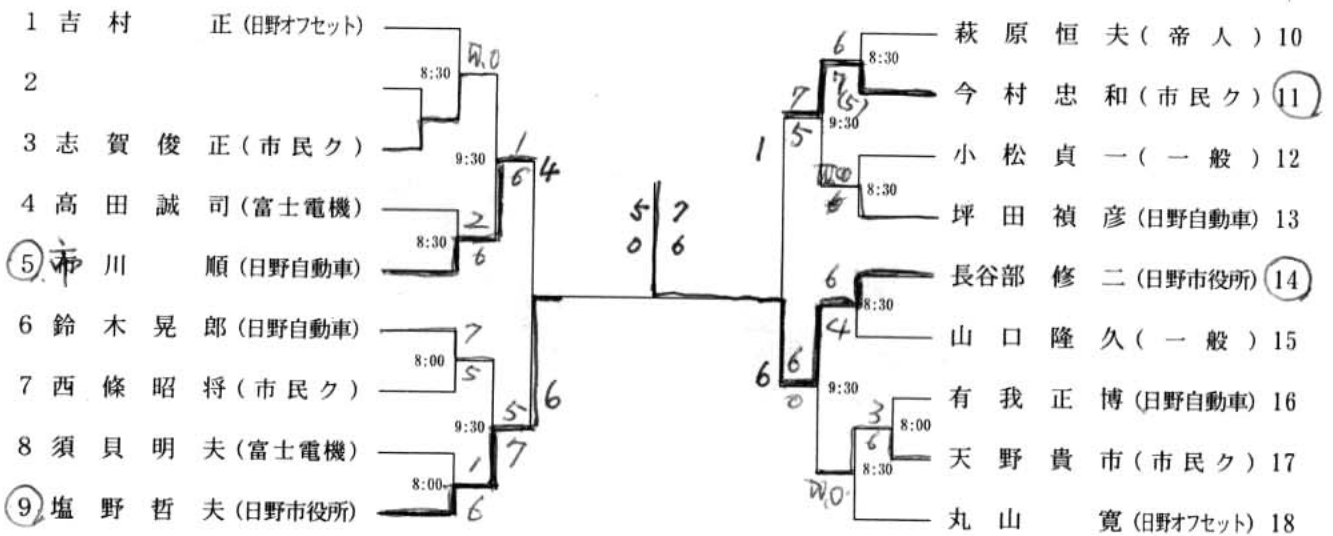 1 吉村 正 (日野オフセット)
2
3 志賀俊正 (市民ク)
4 高田誠司 (富士電機)
5 市川 順 (日野自動車)
6 鈴木晃郎 (日野自動車)
7 西條昭将 (市民ク)
8 須貝明夫 (富士電機)
9 塩野哲夫 (日野市役所)
8:30
W.O
9:30
8:30
2
6
1
6
4
8:00
7
5
9:30
8:00
1
6
5
7
6
5 7
0 6
萩原恒夫 (帝人) 10
今村忠和 (市民ク) 11
小松貞一 (一般) 12
坪田禎彦 (日野自動車) 13
長谷部修二 (日野市役所) 14
山口隆久 (一般) 15
有我正博 (日野自動車) 16
天野貴市 (市民ク) 17
丸山 寛 (日野オフセット) 18
6
8:30
7
(5)
7
5
9:30
1
W.O
8:30
6
8:30
4
6
6
0
9:30
3
8:00
6
8:30
W.O.